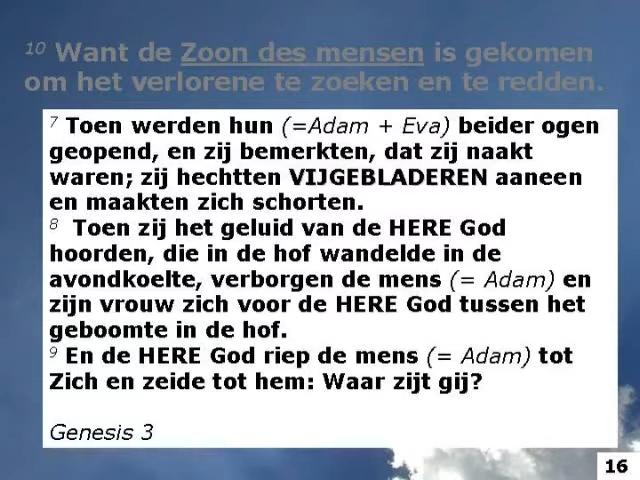 10 Want de Zoon des mensen is gekomen
om het verlorene te zoeken en te redden.
7 Toen werden hun (=Adam + Eva) beider ogen
geopend, en zij bemerkten, dat zij naakt
waren; zij hechtten VIJGEBLADEREN aaneen
en maakten zich schorten.
8 Toen zij het geluid van de HERE God
hoorden, die in de hof wandelde in de
avondkoelte, verborgen de mens (= Adam) en
zijn vrouw zich voor de HERE God tussen het
geboomte in de hof.
9 En de HERE God riep de mens (= Adam) tot
Zich en zeide tot hem: Waar zijt gij?
Genesis 3
16